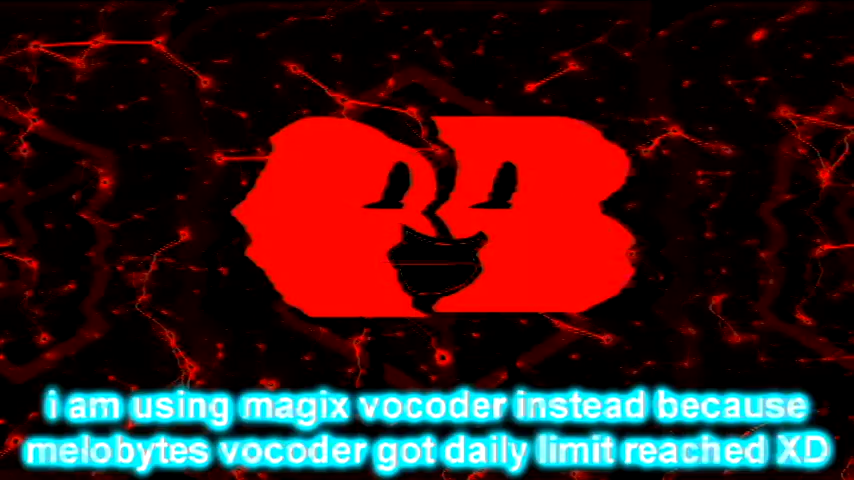 i am using magix vocoder instead because
melobytes vocoder got daily limit reached XD